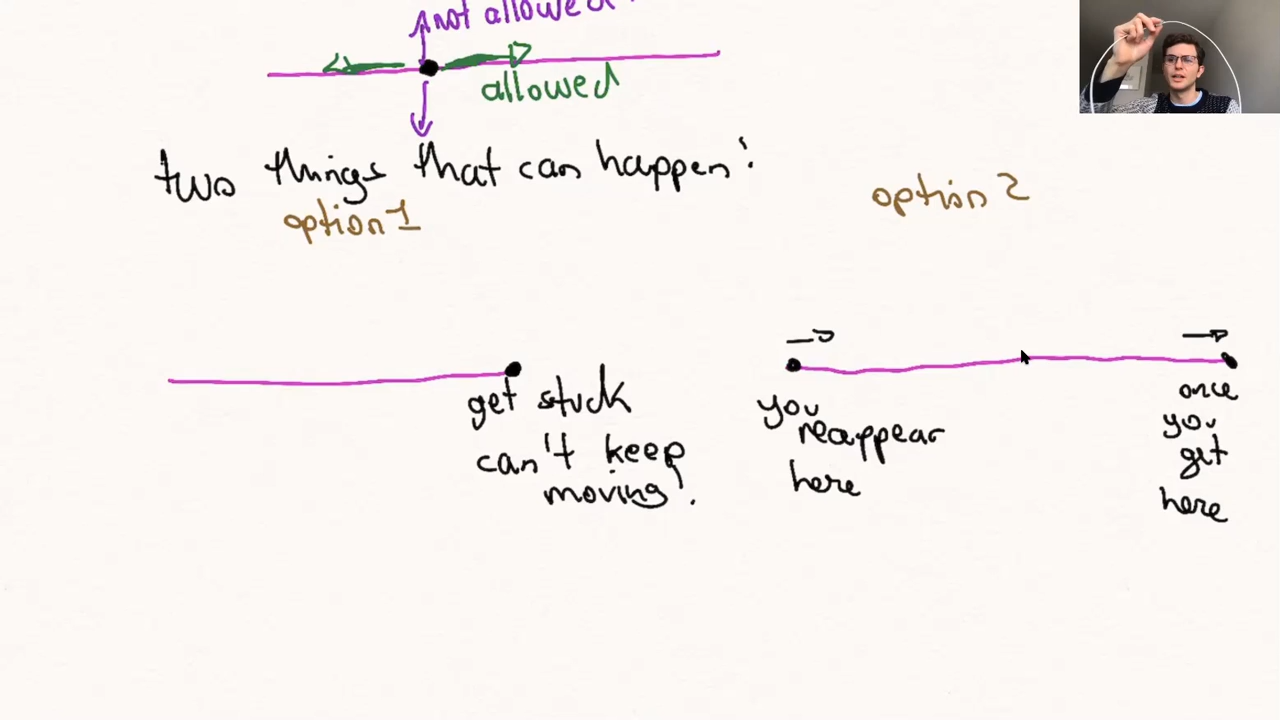 not allowed
allowed
two things that can happen:
option 1
option 2
get stuck
can't keep
moving!
you
reappear
here
once
you
get
here